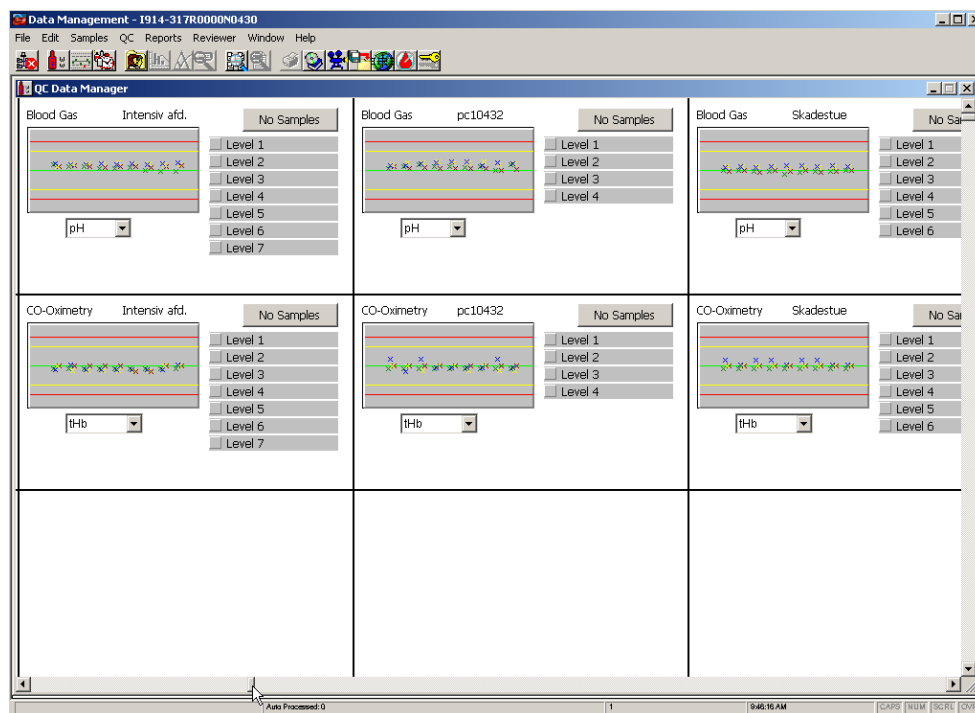 Data Management - I914-317R0000N0430
File Edit Samples QC Reports Reviewer Window Help
QC Data Manager
Blood Gas Intensiv afd. No Samples
Level 1
Level 2
Level 3
Level 4
Level 5
Level 6
Level 7
pH
Blood Gas pc10432 No Samples
Level 1
Level 2
Level 3
Level 4
pH
Blood Gas Skadestue No Sa
Level 1
Level 2
Level 3
Level 4
Level 5
Level 6
pH
CO-Oximetry Intensiv afd. No Samples
Level 1
Level 2
Level 3
Level 4
Level 5
Level 6
Level 7
tHb
CO-Oximetry pc10432 No Samples
Level 1
Level 2
Level 3
Level 4
tHb
CO-Oximetry Skadestue No Sa
Level 1
Level 2
Level 3
Level 4
Level 5
Level 6
tHb
Auto Processed: 0 1 9:46:16 AM CAPS NUM SCRL OV